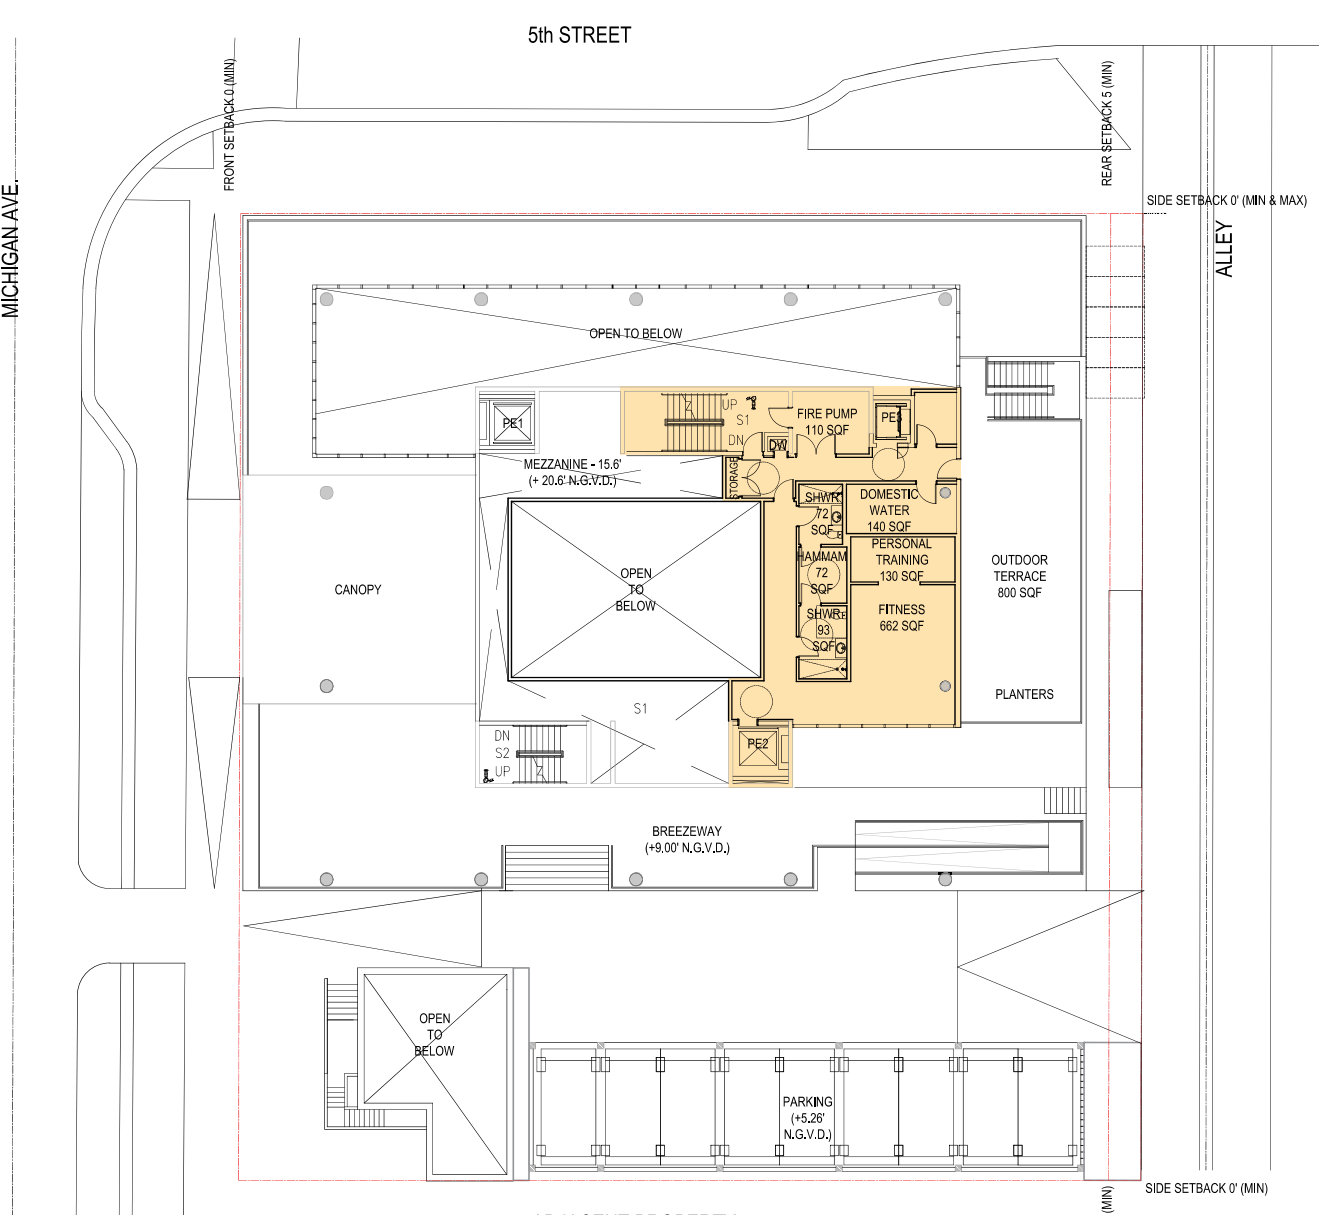 5th STREET
FRONT SETBACK 0 (MIN)
REAR SETBACK 5 (MIN)
MICHIGAN AVE.
SIDE SETBACK 0' (MIN & MAX)
ALLEY
OPEN TO BELOW
PE1
Z
UP
S1
DN
DW
FIRE PUMP
110 SQF
MEZZANINE - 15.6'
(+ 20.6' N.G.V.D.)
STORAGE
SHWR
72
SQF
DOMESTIC
WATER
140 SQF
PERSONAL
TRAINING
130 SQF
HAMMAM
72
SQF
OPEN
TO
BELOW
CANOPY
OUTDOOR
TERRACE
800 SQF
FITNESS
662 SQF
SHWR
93
SQF
PLANTERS
S1
DN
S2
UP
Z
PE2
BREEZEWAY
(+9.00' N.G.V.D.)
OPEN
TO
BELOW
PARKING
(+5.26'
N.G.V.D.)
SIDE SETBACK 0' (MIN)
(MIN)